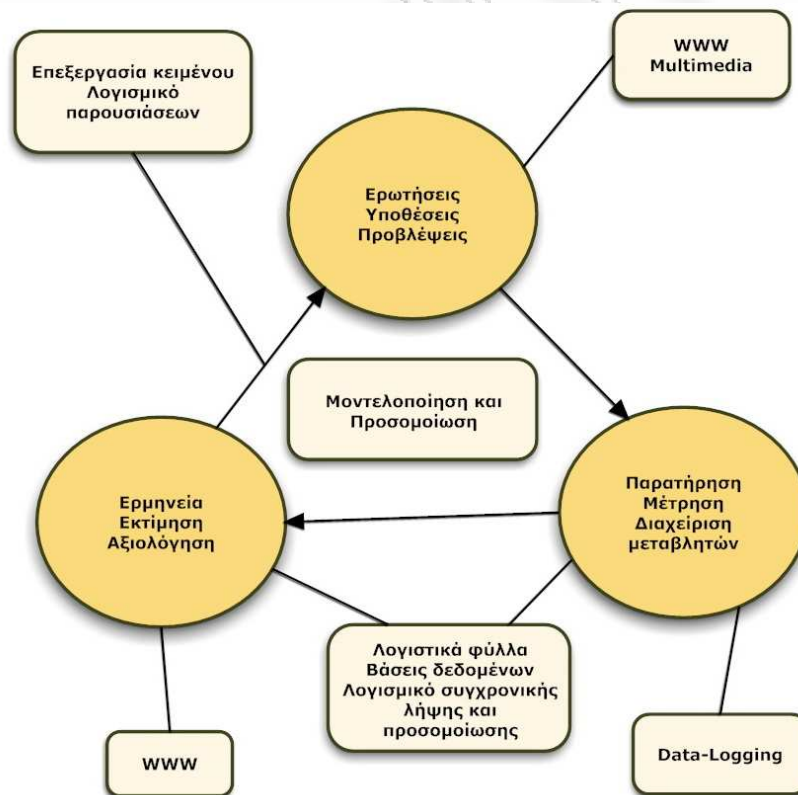 Επεξεργασία κειμένου
Λογισμικό
παρουσιάσεων
WWW
Multimedia
Ερωτήσεις
Υποθέσεις
Προβλέψεις
Μοντελοποίηση και
Προσομοίωση
Ερμηνεία
Εκτίμηση
Αξιολόγηση
Παρατήρηση
Μέτρηση
Διαχείριση
μεταβλητών
Λογιστικά φύλλα
Βάσεις δεδομένων
Λογισμικό συγχρονικής
λήψης και
προσομοίωσης
WWW
Data-Logging